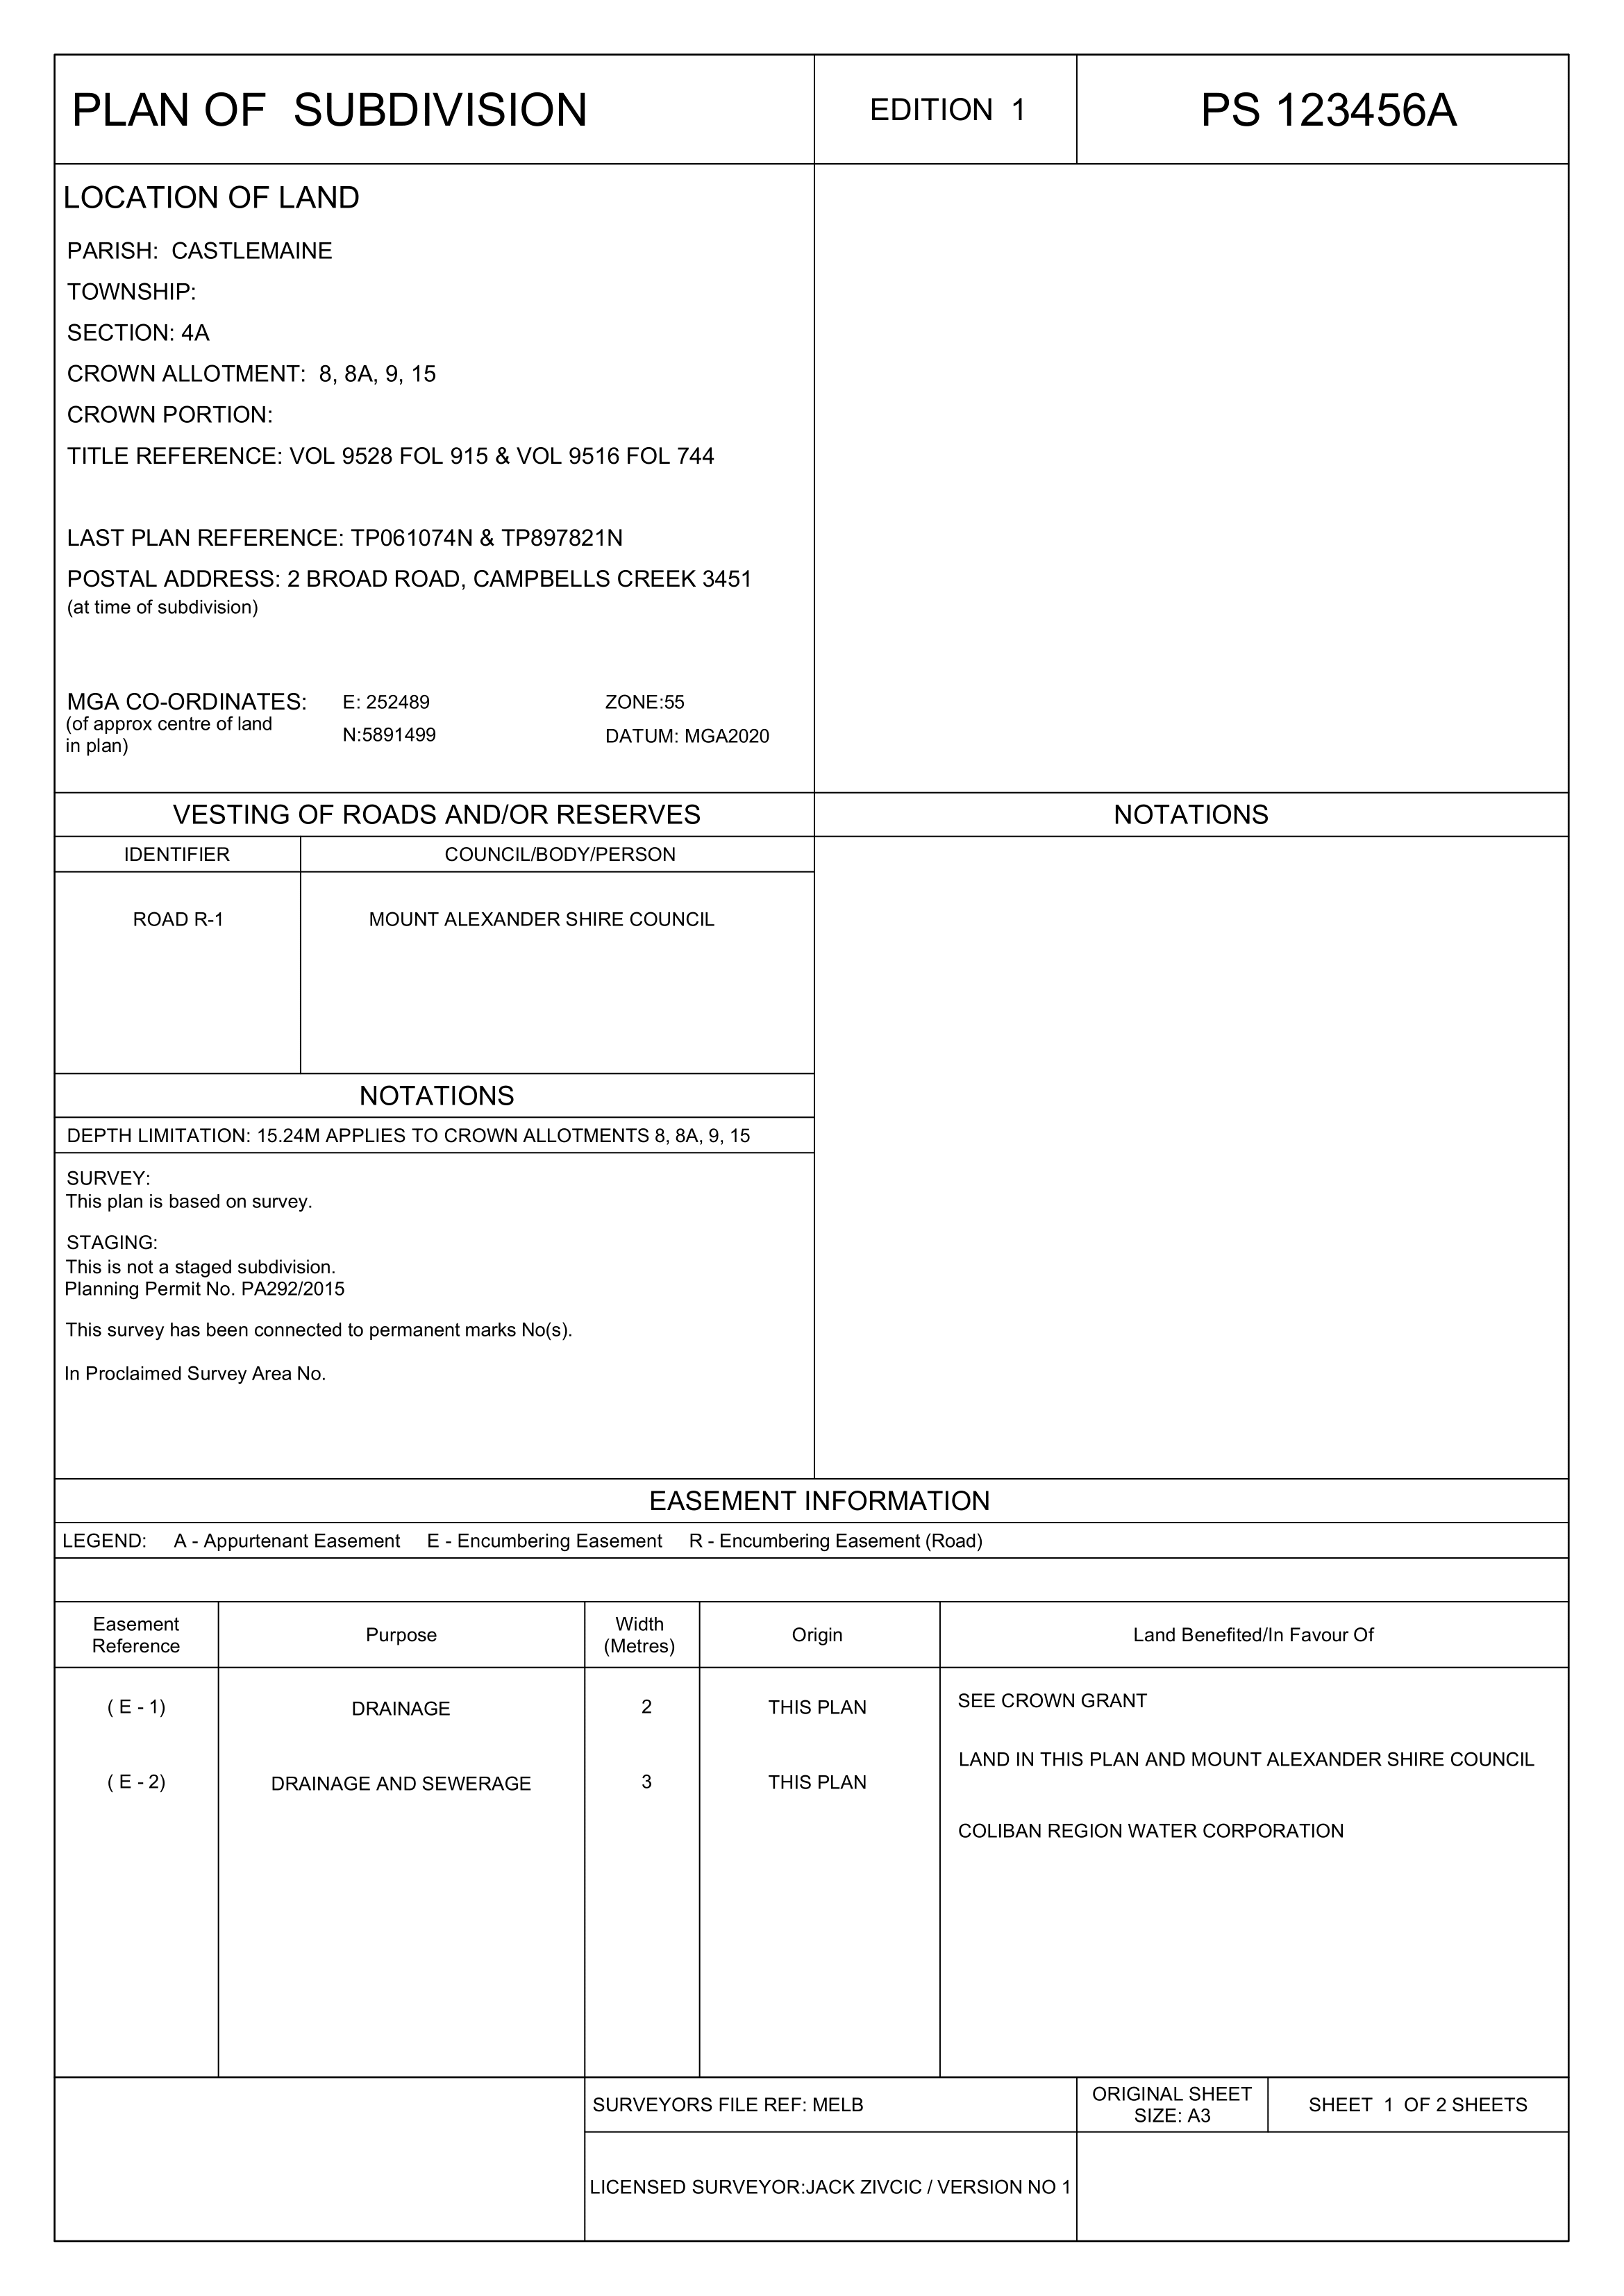 PLAN OF  SUBDIVISION
EDITION  1
PS 123456A
LOCATION OF LAND
PARISH:  CASTLEMAINE
TOWNSHIP:
SECTION: 4A
CROWN ALLOTMENT:  8, 8A, 9, 15
CROWN PORTION:
TITLE REFERENCE: VOL 9528 FOL 915 & VOL 9516 FOL 744
LAST PLAN REFERENCE: TP061074N & TP897821N
POSTAL ADDRESS: 2 BROAD ROAD, CAMPBELLS CREEK 3451
(at time of subdivision)
MGA CO-ORDINATES:
(of approx centre of land
in plan)
E: 252489
N:5891499
ZONE:55
DATUM: MGA2020
VESTING OF ROADS AND/OR RESERVES
IDENTIFIER
COUNCIL/BODY/PERSON
ROAD R-1
MOUNT ALEXANDER SHIRE COUNCIL
NOTATIONS
NOTATIONS
DEPTH LIMITATION: 15.24M APPLIES TO CROWN ALLOTMENTS 8, 8A, 9, 15
SURVEY:
This plan is based on survey.
STAGING:
This is not a staged subdivision.
Planning Permit No. PA292/2015
This survey has been connected to permanent marks No(s).
In Proclaimed Survey Area No.
EASEMENT INFORMATION
LEGEND:     A - Appurtenant Easement     E - Encumbering Easement     R - Encumbering Easement (Road)
Easement
Reference
Purpose
Width
(Metres)
Origin
Land Benefited/In Favour Of
( E - 1)
DRAINAGE
2
THIS PLAN
SEE CROWN GRANT
( E - 2)
DRAINAGE AND SEWERAGE
3
THIS PLAN
LAND IN THIS PLAN AND MOUNT ALEXANDER SHIRE COUNCIL
COLIBAN REGION WATER CORPORATION
SURVEYORS FILE REF: MELB
ORIGINAL SHEET
SIZE: A3
SHEET  1  OF 2 SHEETS
LICENSED SURVEYOR:JACK ZIVCIC / VERSION NO 1